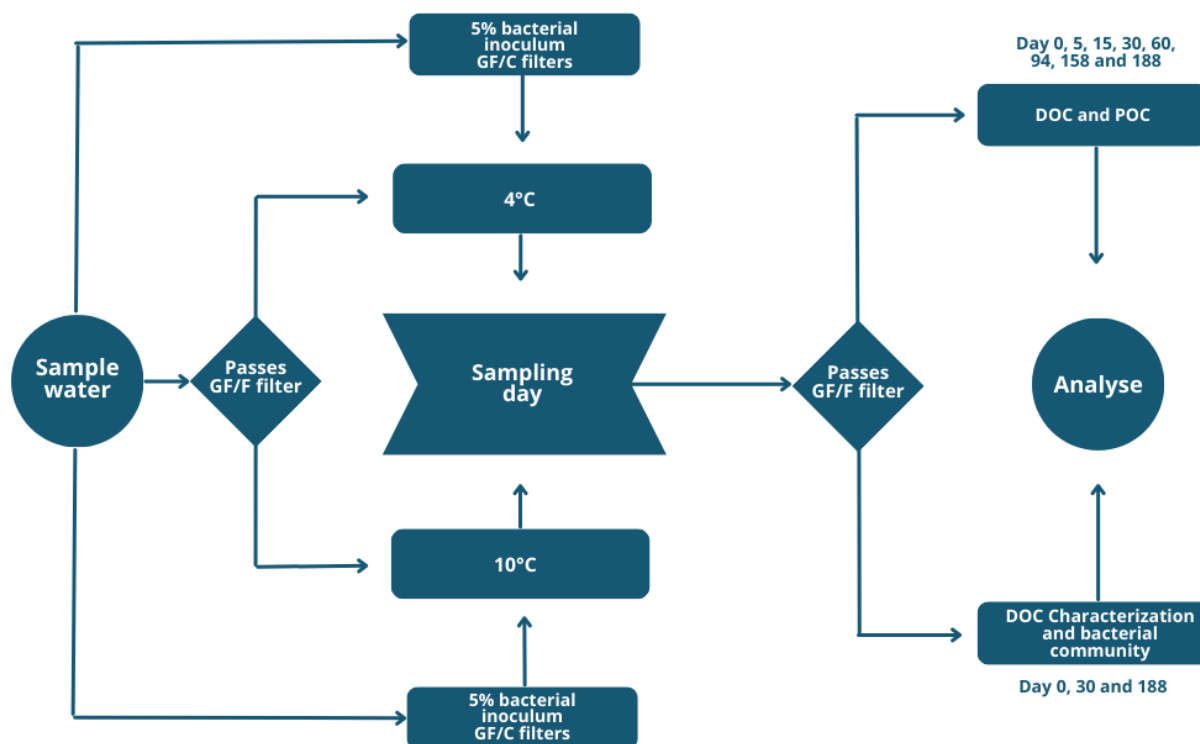 5% bacterial
inoculum
GF/C filters
Day 0, 5, 15, 30, 60,
94, 158 and 188
DOC and POC
4°C
Sample
water
Passes
GF/F filter
Sampling
day
Passes
GF/F filter
Analyse
10°C
DOC Characterization
and bacterial
community
Day 0, 30 and 188
5% bacterial
inoculum
GF/C filters